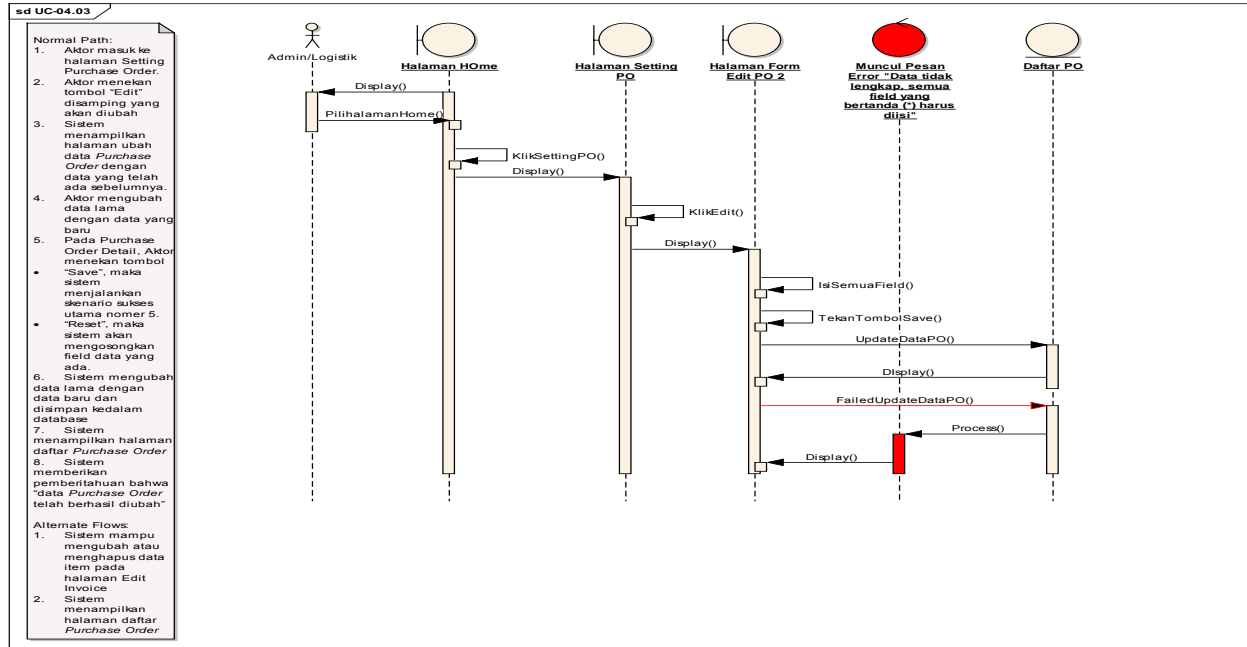 sd UC-04.03
Normal Path:
1. Aktor masuk ke
halaman Setting
Purchase Order.
2. Aktor menekan
tombol "Edit"
disamping yang
akan diubah
3. Sistem
menampilkan
halaman ubah
data Purchase
Order dengan
data yang telah
ada sebelumnya.
4. Aktor mengubah
data lama
dengan data yang
baru
5. Pada Purchase
Order Detail, Aktor
menekan tombol
• "Save", maka
sistem
menjalankan
skenario sukses
utama nomer 5.
• "Reset", maka
sistem akan
mengosongkan
field data yang
ada.
6. Sistem mengubah
data lama dengan
data baru dan
disimpan kedalam
database
7. Sistem
menampilkan halaman
daftar Purchase Order
8. Sistem
memberikan
pemberitahuan bahwa
"data Purchase Order
telah berhasil diubah"
Alternate Flows:
1. Sistem mampu
mengubah atau
menghapus data
item pada
halaman Edit
Invoice
2. Sistem
menampilkan
halaman daftar
Purchase Order
Admin/Logistik
Halaman HOme
Halaman Setting
PO
Halaman Form
Edit PO 2
Muncul Pesan
Error "Data tidak
lengkap, semua
field yang
bertanda (*) harus
diisi"
Daftar PO
Display()
PilihalamanHome()
KlikSettingPO()
Display()
KlikEdit()
Display()
IsiSemuaField()
TekanTombolSave()
UpdateDataPO()
DIsplay()
FailedUpdateDataPO()
Process()
Display()